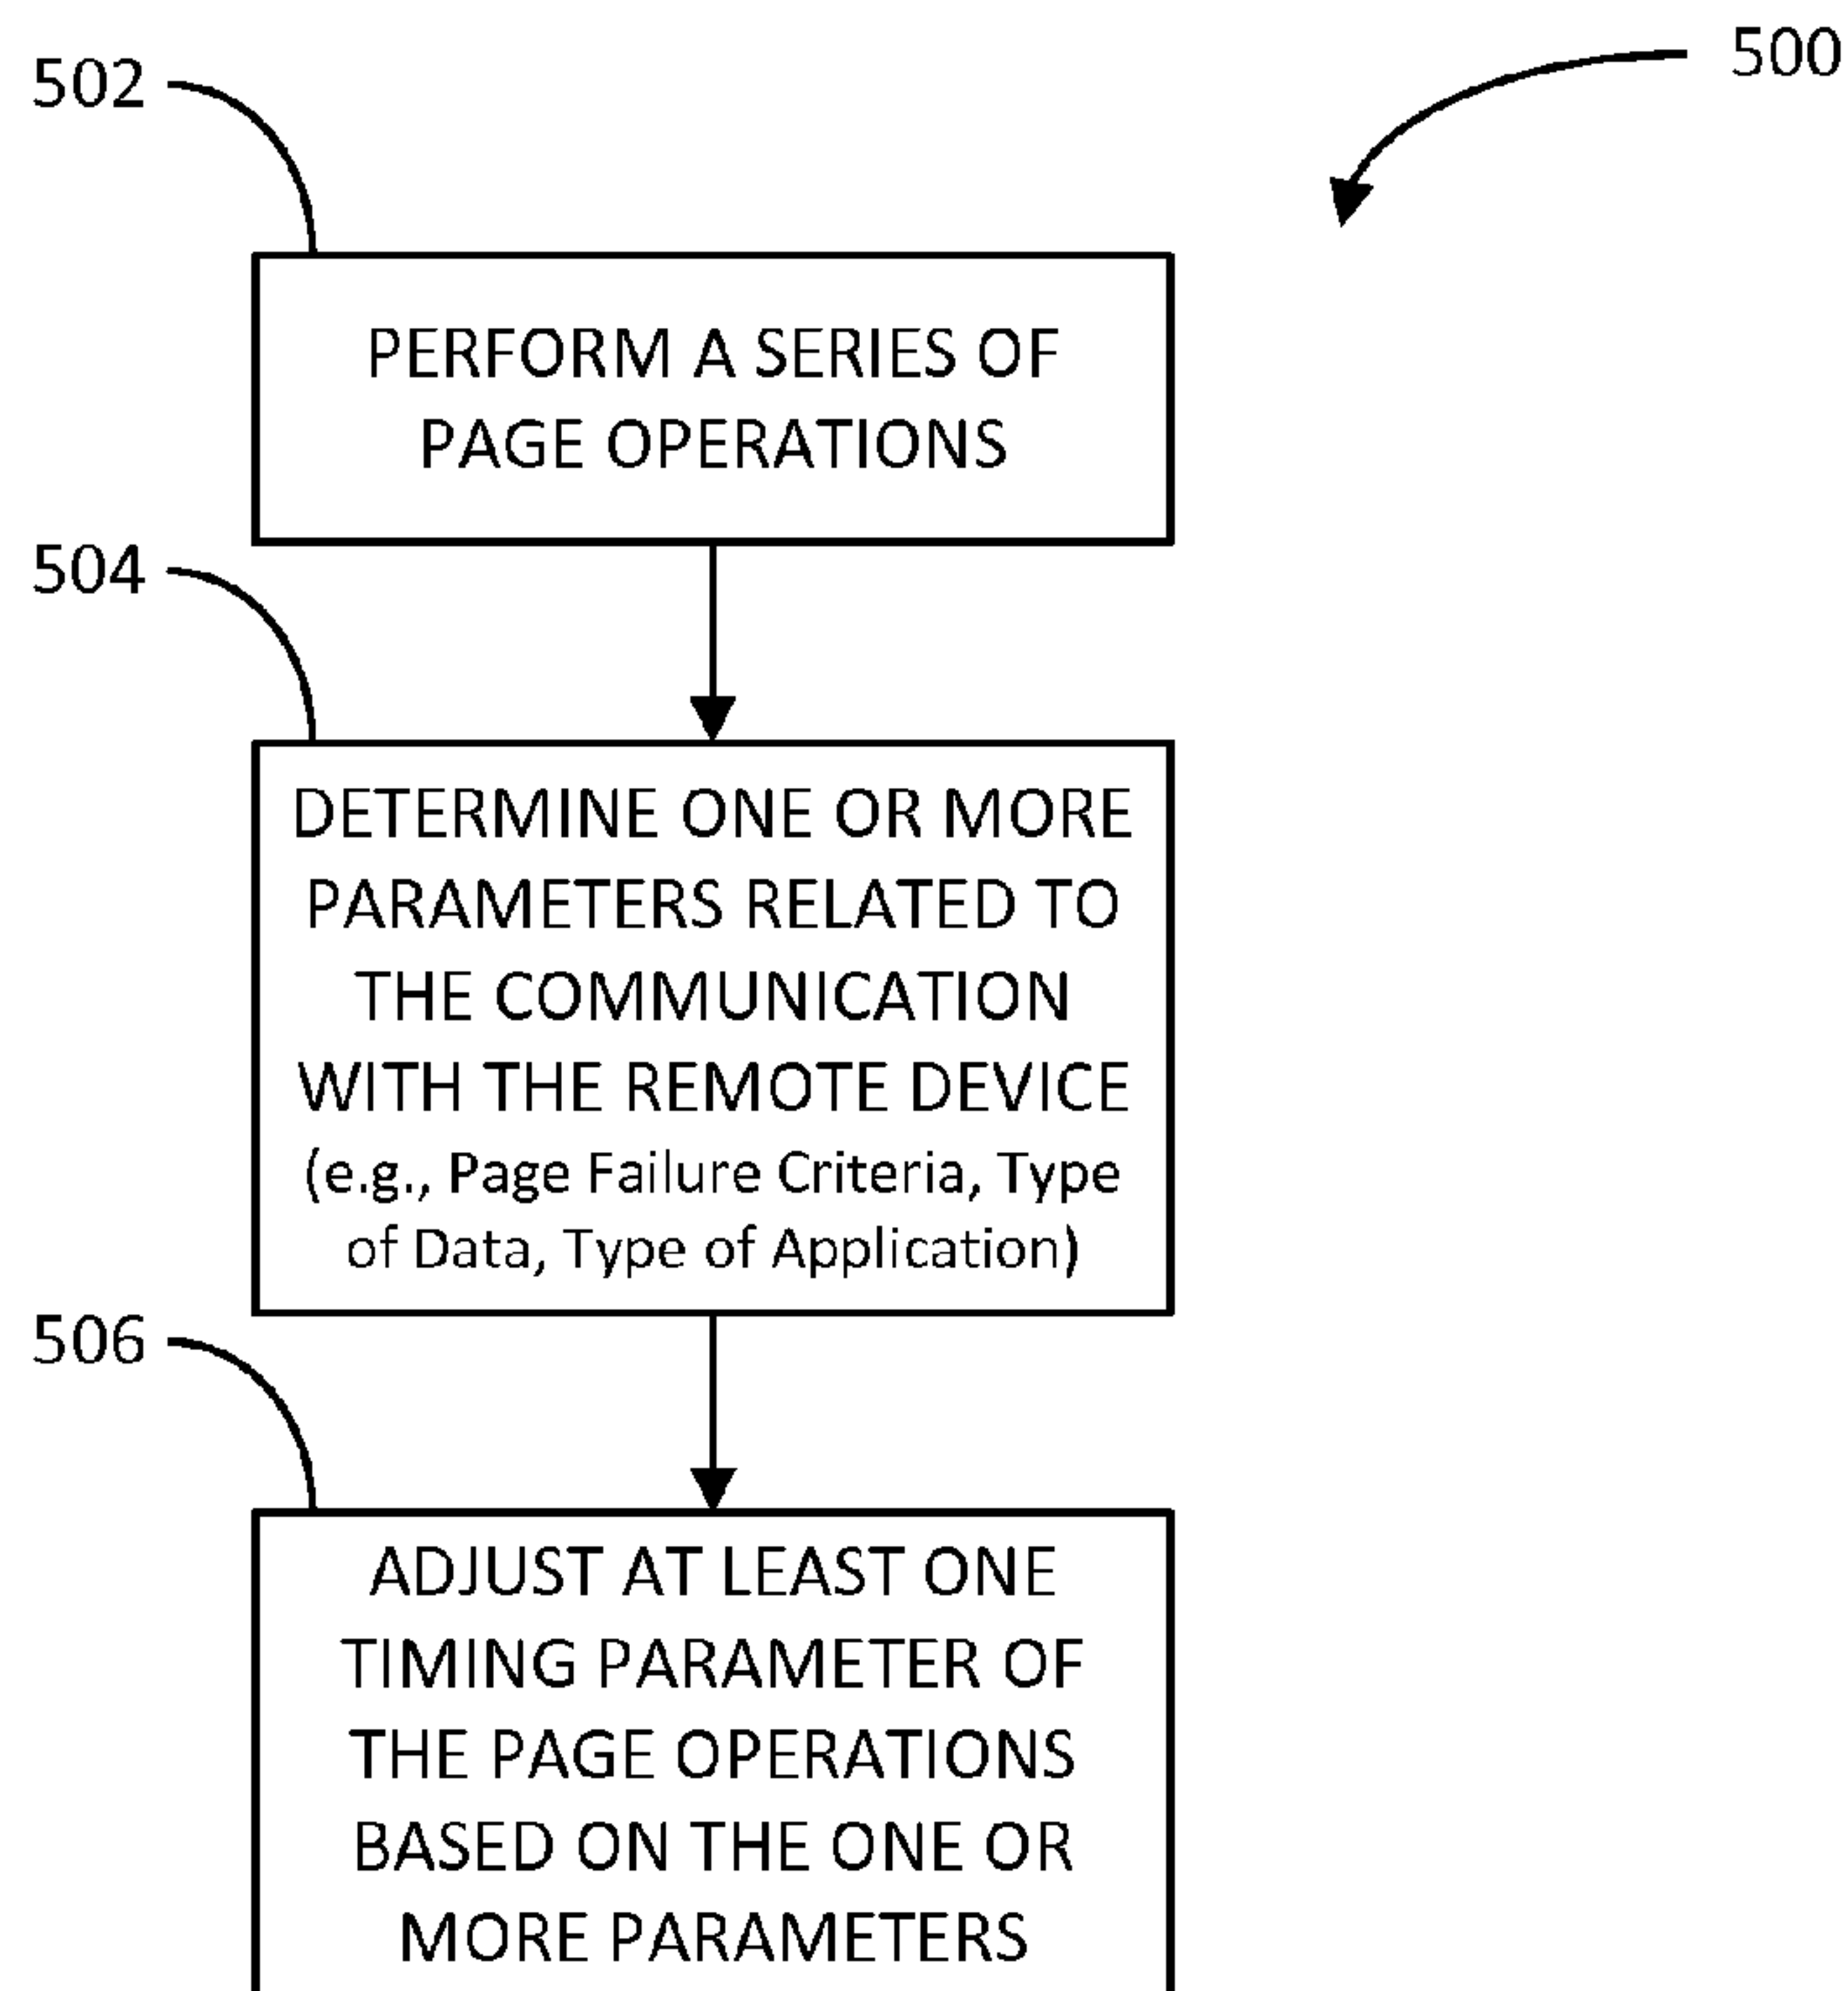 500
502
PERFORM A SERIES OF
PAGE OPERATIONS
504
DETERMINE ONE OR MORE
PARAMETERS RELATED TO
THE COMMUNICATION
WITH THE REMOTE DEVICE
(e.g., Page Failure Criteria, Type
of Data, Type of Application)
506
ADJUST AT LEAST ONE
TIMING PARAMETER OF
THE PAGE OPERATIONS
BASED ON THE ONE OR
MORE PARAMETERS